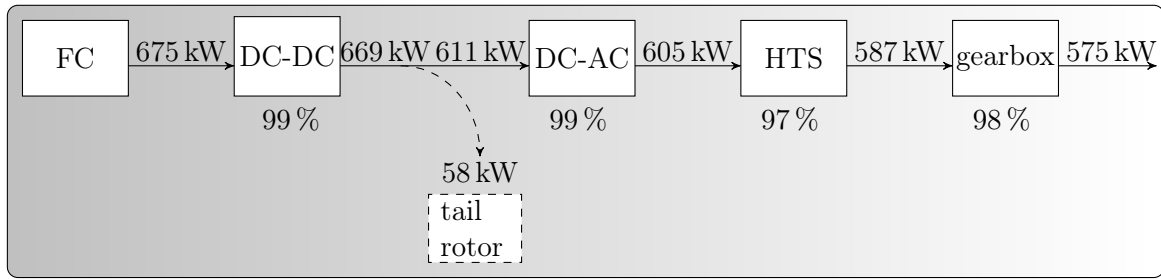 FC
675 kW
DC-DC
669 kW
611 kW
DC-AC
605 kW
HTS
587 kW
gearbox
575 kW
99 %
99 %
97 %
98 %
58 kW
tail
rotor